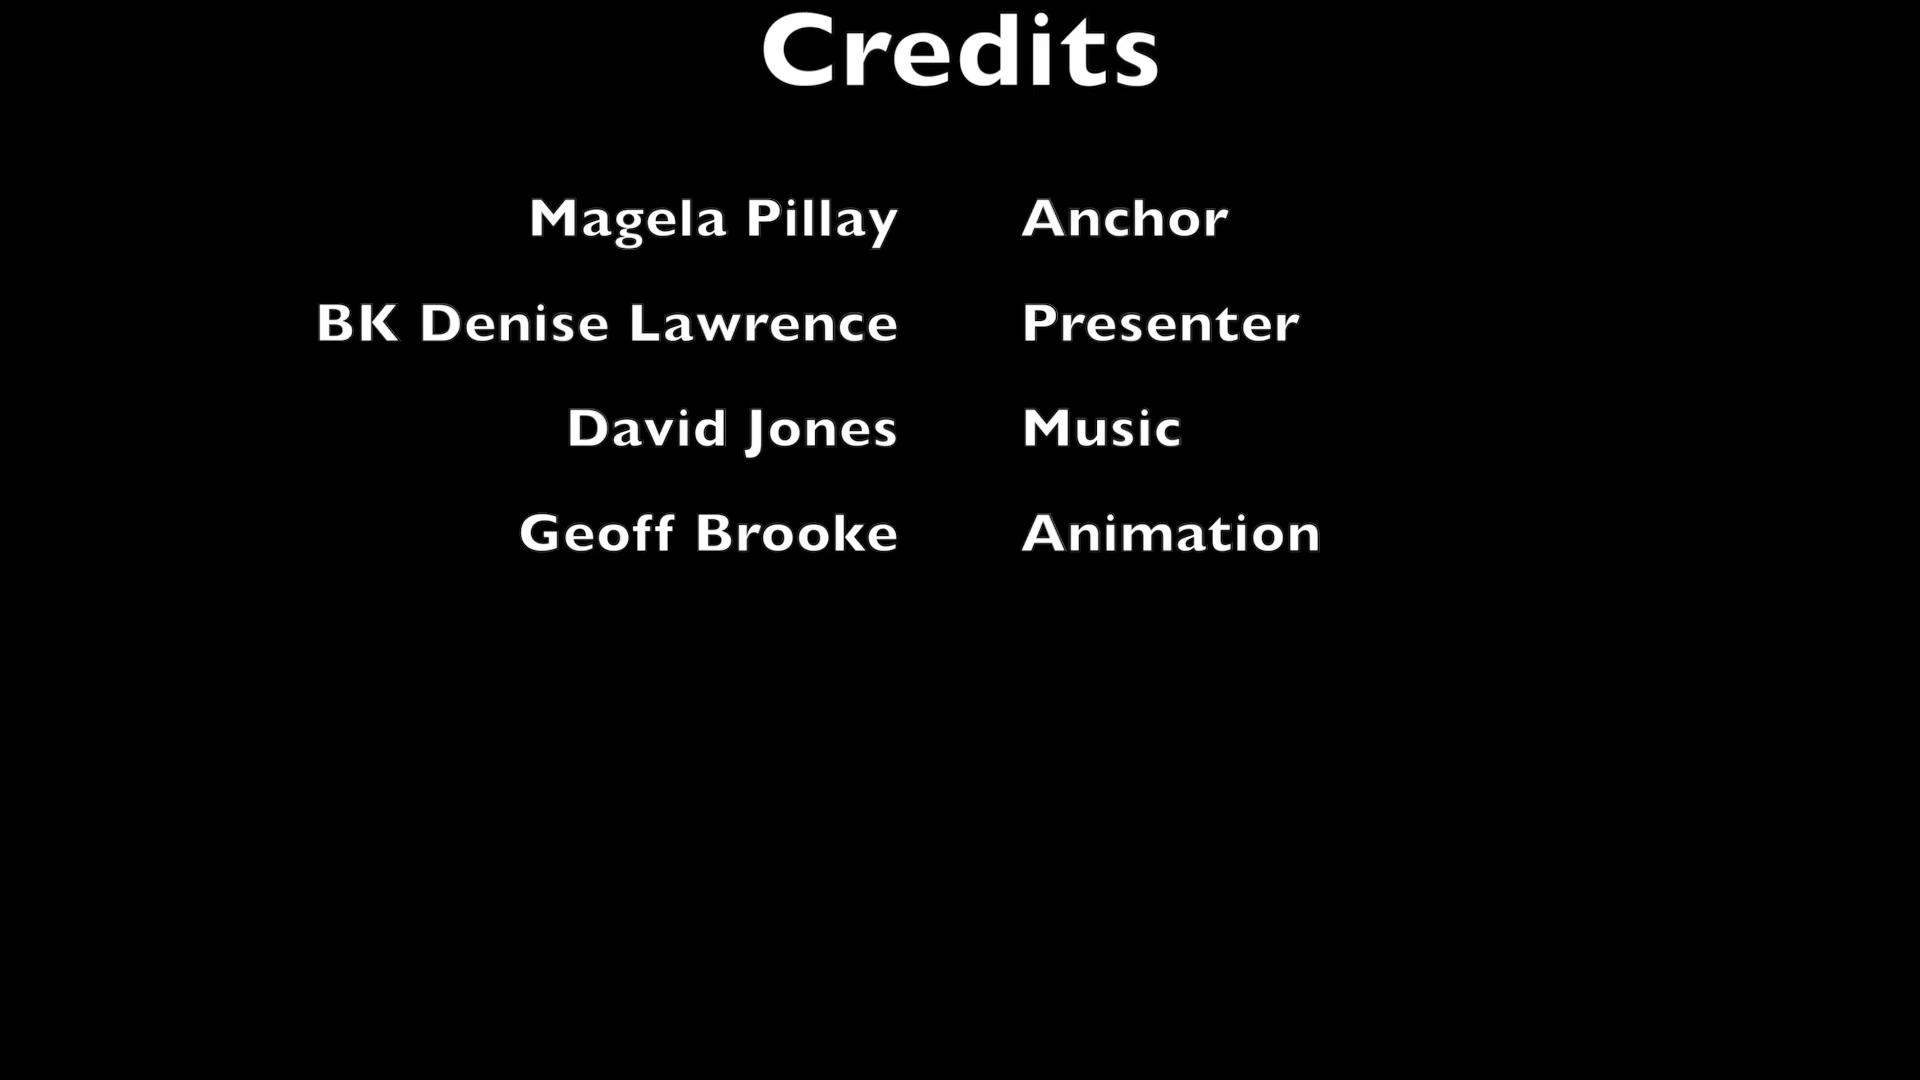 Credits
Magela Pillay Anchor
BK Denise Lawrence Presenter
David Jones Music
Geoff Brooke Animation